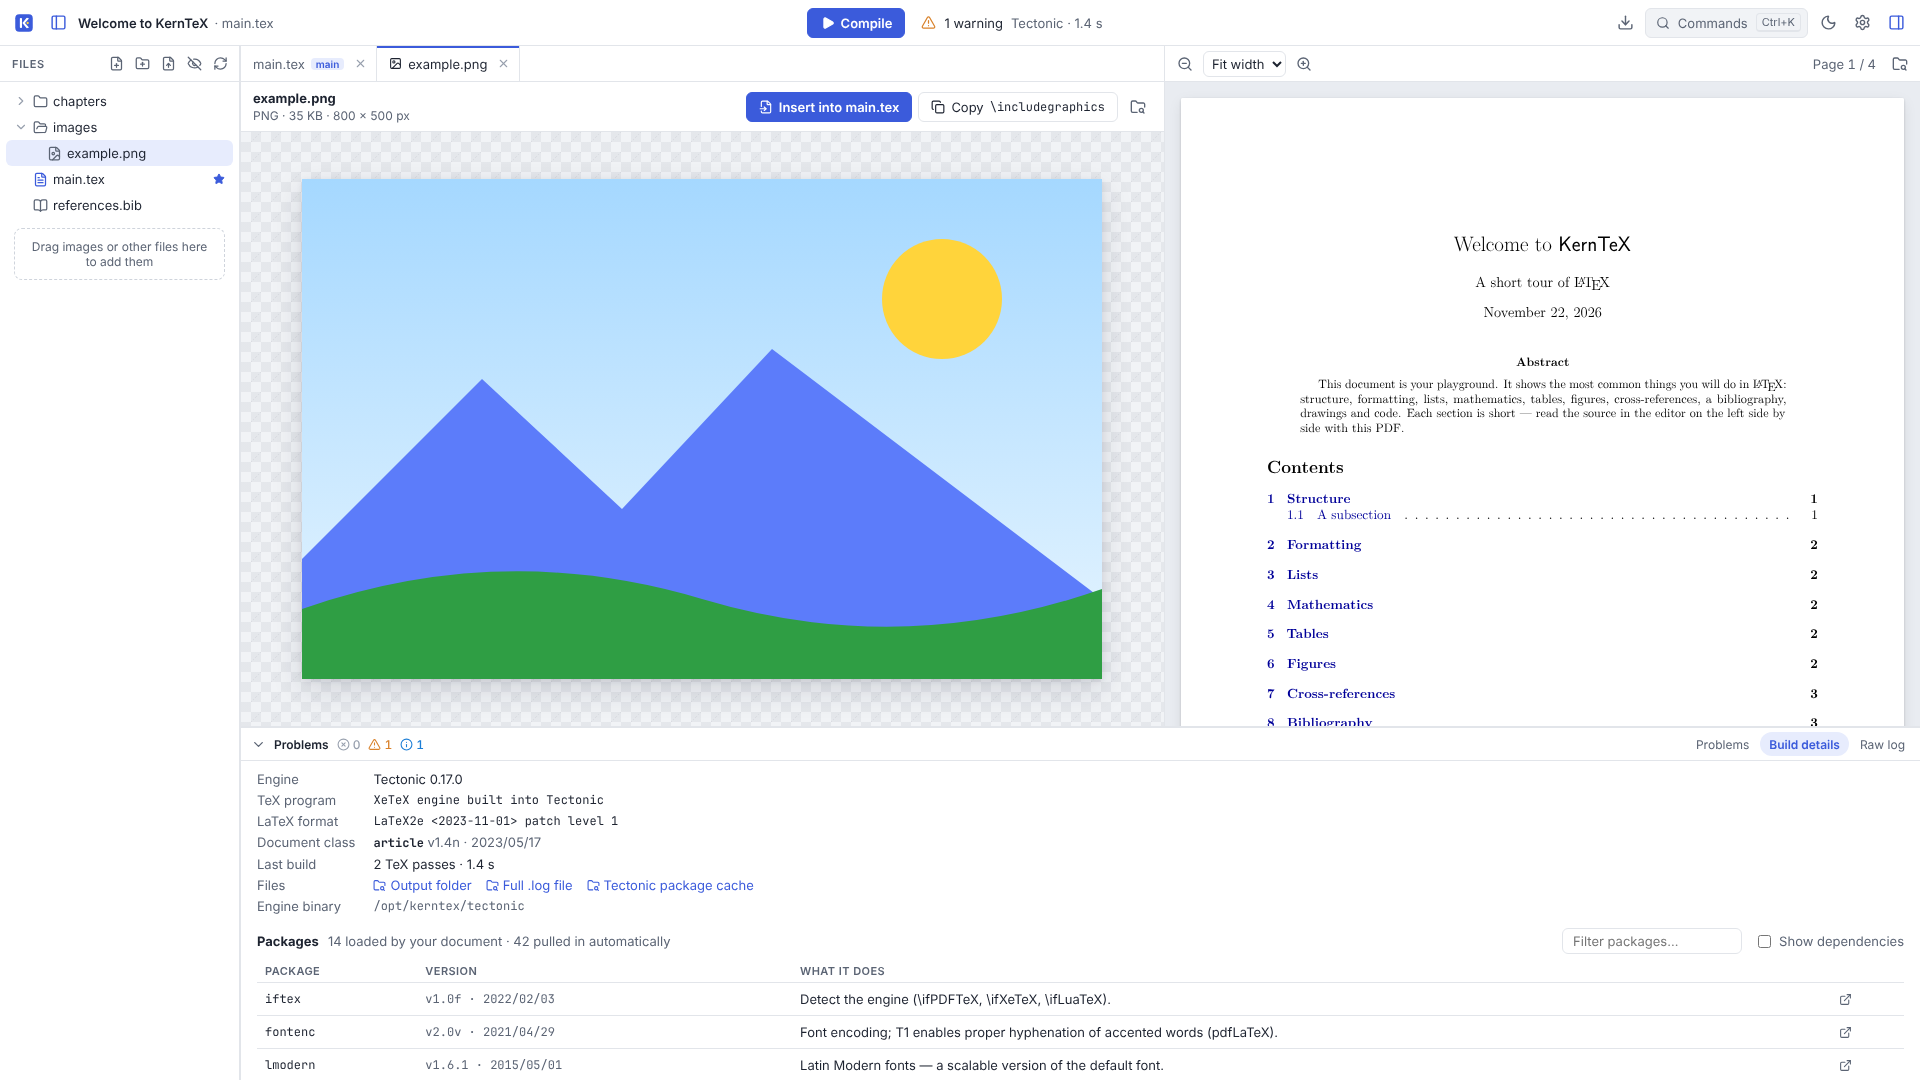 Welcome to KernTeX · main.tex
Compile
1 warning Tectonic · 1.4 s
Commands Ctrl+K
FILES
chapters
images
example.png
main.tex
references.bib
Drag images or other files here
to add them
main.tex main
example.png
example.png
PNG · 35 KB · 800 × 500 px
Insert into main.tex
Copy \includegraphics
Fit width
Page 1 / 4
Welcome to KernTeX
A short tour of LATEX
November 22, 2026
Abstract
This document is your playground. It shows the most common things you will do in LATEX:
structure, formatting, lists, mathematics, tables, figures, cross-references, a bibliography,
drawings and code. Each section is short — read the source in the editor on the left side by
side with this PDF.
Contents
1 Structure 1
1.1 A subsection . . . . . . . . . . . . . . . . . . . . . . . . . . . . . . . . . . . . 1
2 Formatting 2
3 Lists 2
4 Mathematics 2
5 Tables 2
6 Figures 2
7 Cross-references 3
8 Bibliography 3
Problems 0 1 1
Problems Build details Raw log
Engine Tectonic 0.17.0
TeX program XeTeX engine built into Tectonic
LaTeX format LaTeX2e <2023-11-01> patch level 1
Document class article v1.4n · 2023/05/17
Last build 2 TeX passes · 1.4 s
Files Output folder Full .log file Tectonic package cache
Engine binary /opt/kerntex/tectonic
Packages 14 loaded by your document · 42 pulled in automatically
Filter packages...
Show dependencies
PACKAGE VERSION WHAT IT DOES
iftex v1.0f · 2022/02/03 Detect the engine (\ifPDFTeX, \ifXeTeX, \ifLuaTeX).
fontenc v2.0v · 2021/04/29 Font encoding; T1 enables proper hyphenation of accented words (pdfLaTeX).
lmodern v1.6.1 · 2015/05/01 Latin Modern fonts — a scalable version of the default font.